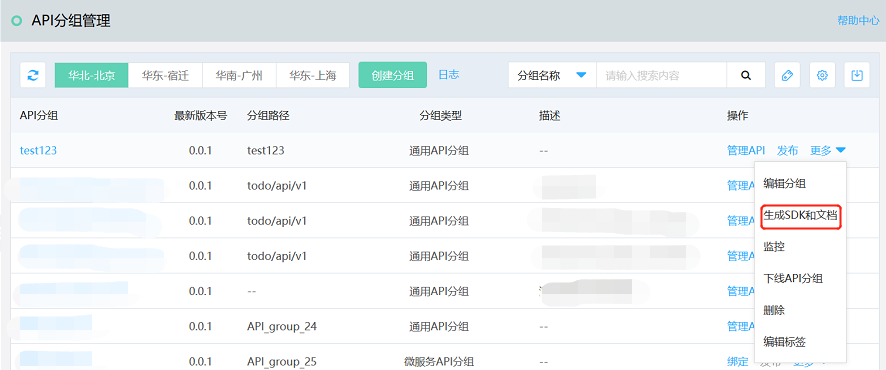 API分组管理 帮助中心
华北-北京 华东-宿迁 华南-广州 华东-上海 创建分组 日志 分组名称 请输入搜索内容
API分组 最新版本号 分组路径 分组类型 描述 操作
test123 0.0.1 test123 通用API分组 -- 管理API 发布 更多
0.0.1 todo/api/v1 通用API分组 管理A
编辑分组
0.0.1 todo/api/v1 通用API分组 管理A
生成SDK和文档
0.0.1 todo/api/v1 通用API分组 管理A
监控
0.0.1 -- 通用API分组 管理A
下线API分组
0.0.1 API_group_24 通用API分组 -- 管理A
删除
编辑标签
0.0.1 API_group_25 微服务API分组 -- 绑定 发布 更多